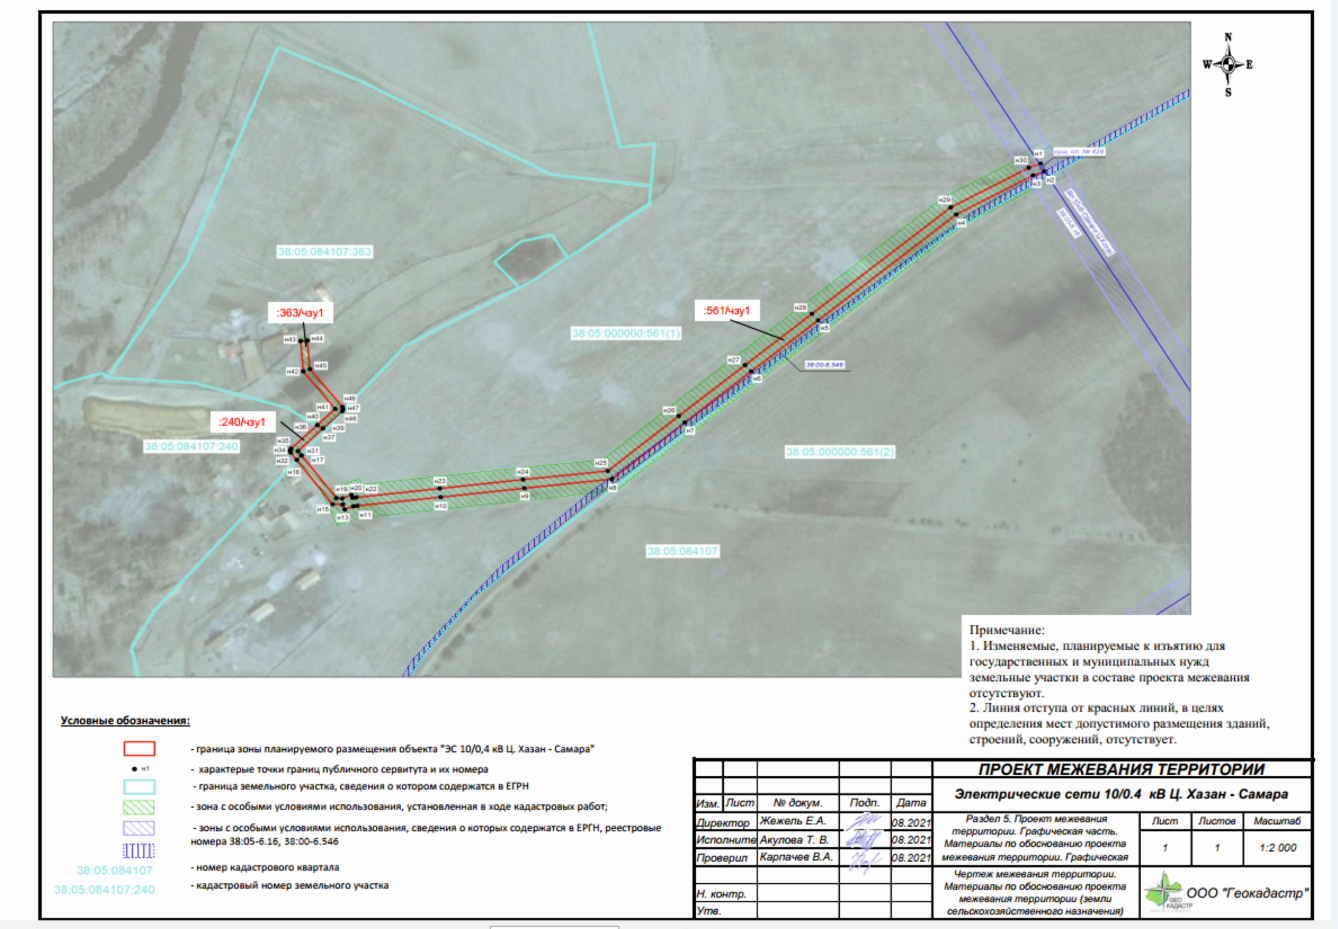 N
W E
S
н1
н30
Сущ. оп. № 429
н2
н3
н29
н4
38:05:084107:363
:363/чзу1
н28
:561/чзу1
н5
38:05:000000:561(1)
н43
н44
н27
38:00-6.546
н42
н45
н6
н46
н41
н47
н48
н26
н40
:240/чзу1
н36
н39
н7
н37
н35
38:05:084107:240
н34
н31
38:05:000000:561(2)
н32
н17
н25
н16
н24
н23
н8
н19
н20
н22
н9
н10
н15
н13
н11
38:05:084107
Примечание:
1. Изменяемые, планируемые к изъятию для
государственных и муниципальных нужд
земельные участки в составе проекта межевания
отсутствуют.
2. Линия отступа от красных линий, в целях
определения мест допустимого размещения зданий,
строений, сооружений, отсутствует.
Условные обозначения:
- граница зоны планируемого размещения объекта "ЭС 10/0,4 кВ Ц. Хазан - Самара"
н1 - характерые точки границ публичного сервитута и их номера
- граница земельного участка, сведения о котором содержатся в ЕГРН
- зона с особыми условиями использования, установленная в ходе кадастровых работ;
- зоны с особыми условиями использования, сведения о которых содержатся в ЕРГН, реестровые
номера 38:05-6.16, 38:00-6.546
38:05:084107 - номер кадастрового квартала
38:05:084107:240 - кадастровый номер земельного участка
ПРОЕКТ МЕЖЕВАНИЯ ТЕРРИТОРИИ
Электрические сети 10/0.4 кВ Ц. Хазан - Самара
Изм. Лист № докум. Подп. Дата
Директор Жежель Е.А. 08.2021
Исполните Акулова Т. В. 08.2021
Проверил Карпачев В.А. 08.2021
Н. контр.
Утв.
Раздел 5. Проект межевания
территории. Графическая часть.
Материалы по обоснованию проекта
межевания территории. Графическая
Лист Листов Масштаб
1 1 1:2 000
Чертеж межевания территории.
Материалы по обоснованию проекта
межевания территории (земли
сельскохозяйственного назначения)
ГЕО
КАДАСТР
ООО "Геокадастр"